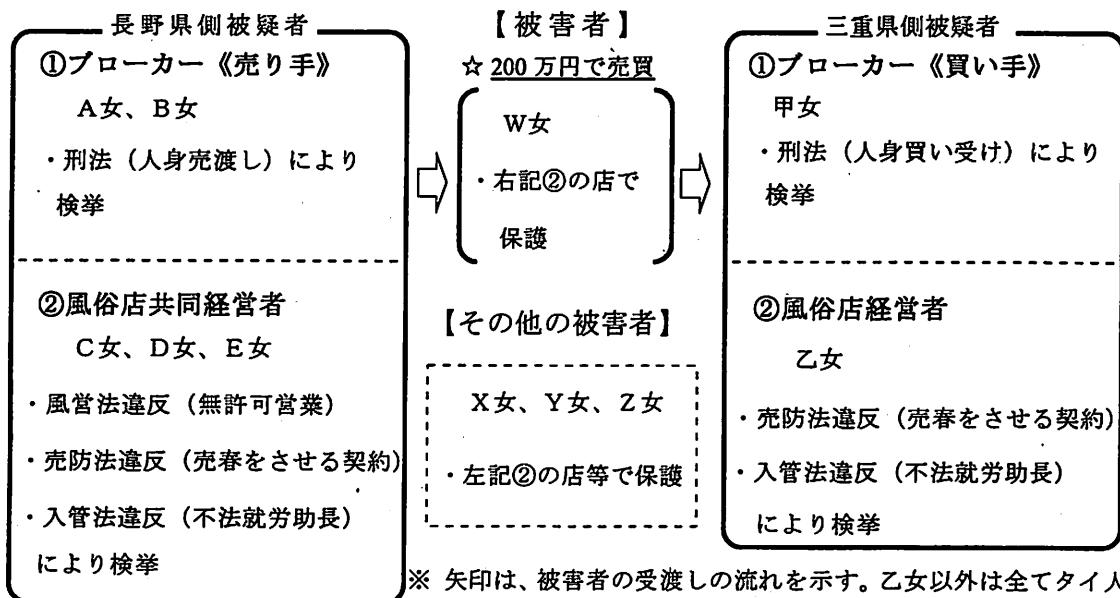 長野県側被疑者
①ブローカー《売り手》
A女、B女
・刑法（人身売渡し）により
検挙
②風俗店共同経営者
C女、D女、E女
・風営法違反（無許可営業）
・売防法違反（売春をさせる契約）
・入管法違反（不法就労助長）
により検挙
【被害者】
☆ 200万円で売買
W女
・右記②の店で
保護
【その他の被害者】
X女、Y女、Z女
・左記②の店等で保護
三重県側被疑者
①ブローカー《買い手》
甲女
・刑法（人身買い受け）により
検挙
②風俗店経営者
乙女
・売防法違反（売春をさせる契約）
・入管法違反（不法就労助長）
により検挙
※ 矢印は、被害者の受渡しの流れを示す。乙女以外は全てタイ人